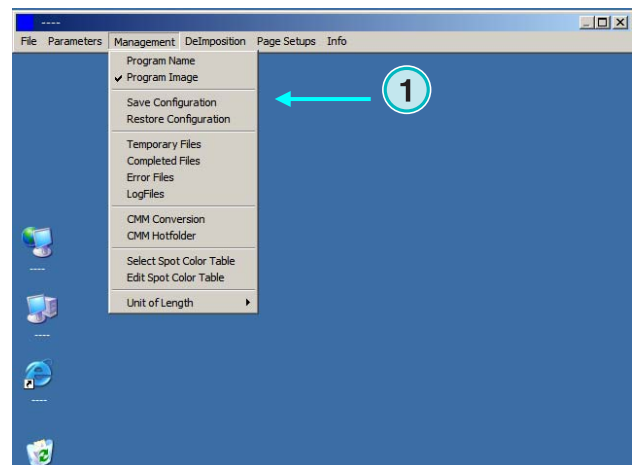 ----
File Parameters Management DeImposition Page Setups Info
Program Name
Program Image
Save Configuration
Restore Configuration
1
Temporary Files
Completed Files
Error Files
LogFiles
CMM Conversion
CMM Hotfolder
Select Spot Color Table
Edit Spot Color Table
Unit of Length
----
----
----